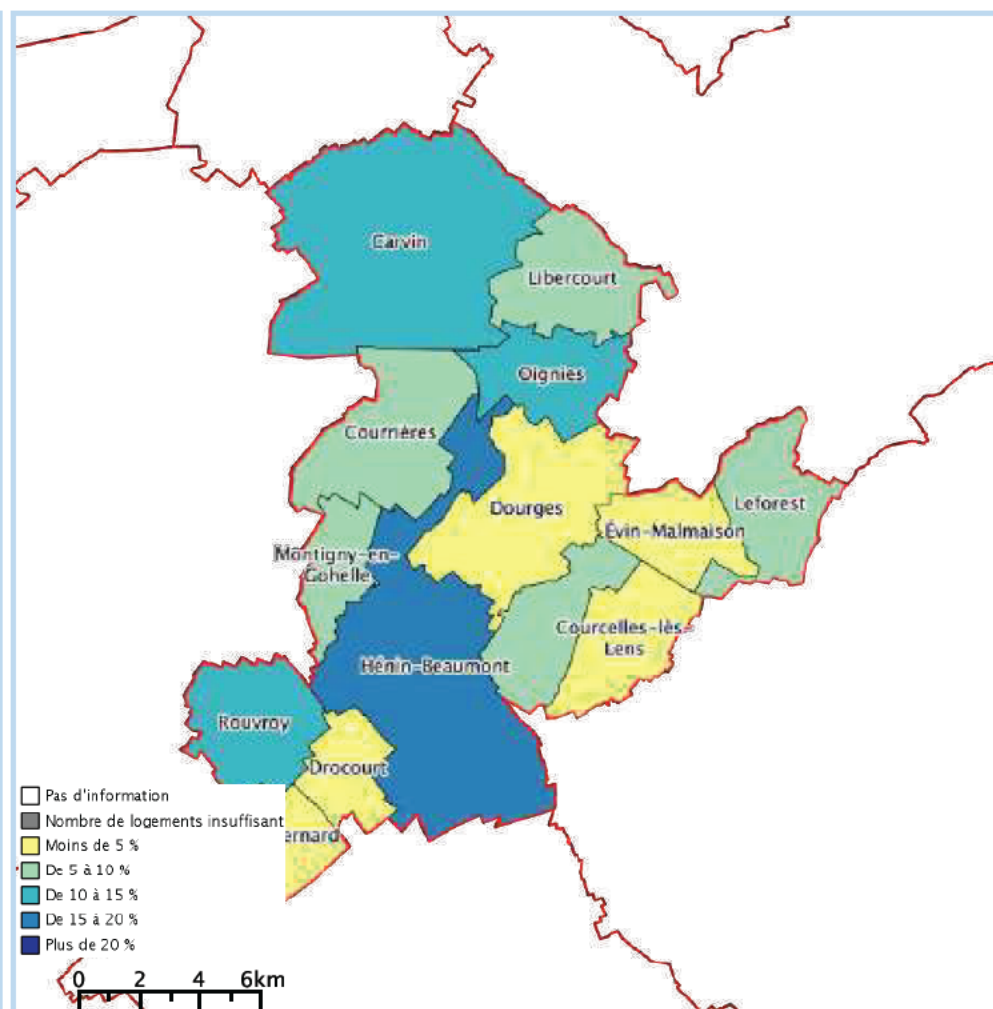 Carvin
Libercourt
Oignies
Courrières
Dourges
Leforest
Évin-Malmaison
Montigny-en-
Gohelle
Courcelles-lès-
Lens
Hénin-Beaumont
Rouvroy
Drocourt
ernard
Pas d'information
Nombre de logements insuffisant
Moins de 5 %
De 5 à 10 %
De 10 à 15 %
De 15 à 20 %
Plus de 20 %
0 2 4 6km